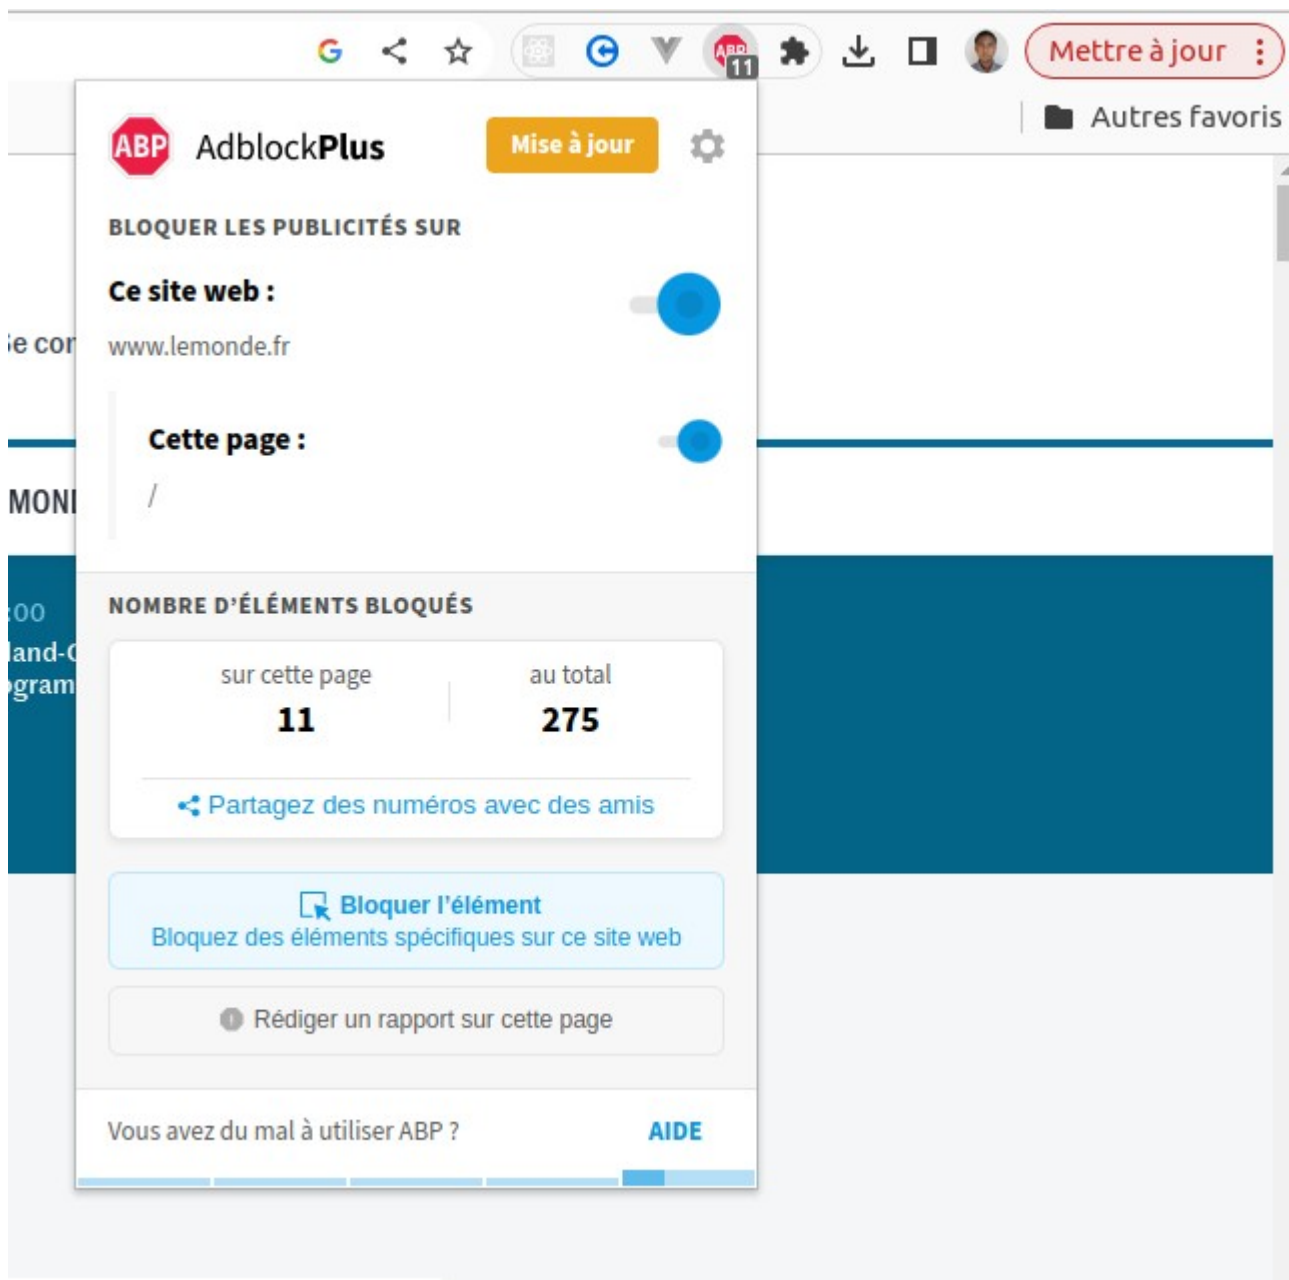 Mettre à jour
11
Autres favoris
ABP AdblockPlus Mise à jour
BLOQUER LES PUBLICITÉS SUR
Ce site web :
www.lemonde.fr
Cette page :
/
NOMBRE D’ÉLÉMENTS BLOQUÉS
sur cette page au total
11 275
Partagez des numéros avec des amis
Bloquer l’élément
Bloquez des éléments spécifiques sur ce site web
Rédiger un rapport sur cette page
Vous avez du mal à utiliser ABP ? AIDE
:00